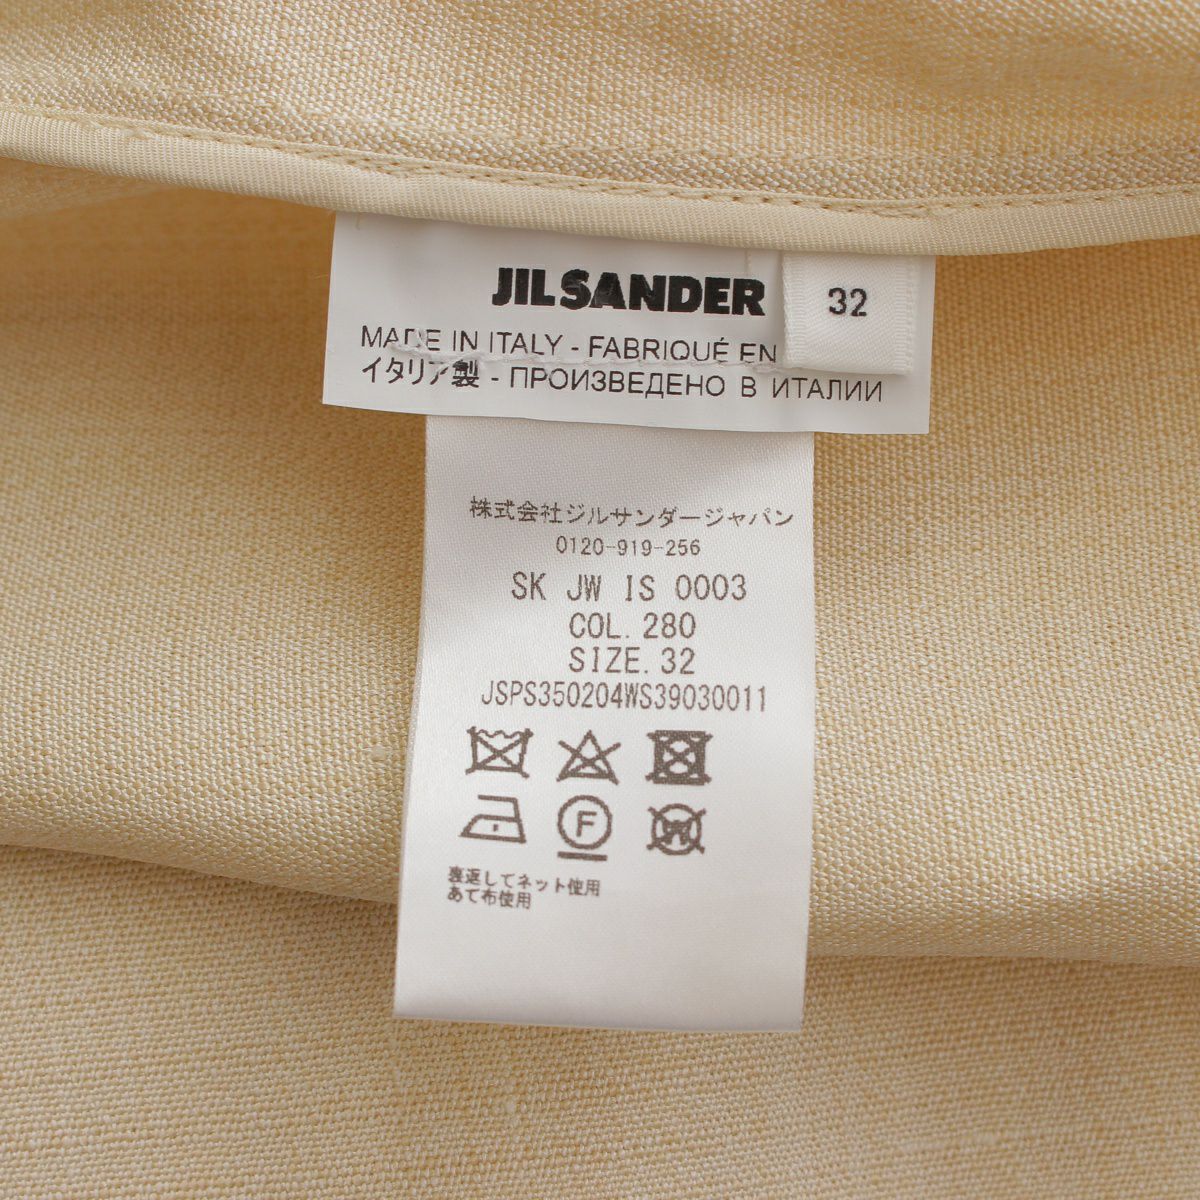 JIL SANDER
32
MADE IN ITALY - FABRIQUÉ EN
イタリア製 - ПРОИЗВЕДЕНО В ИТАЛИИ
株式会社ジルサンダージャパン
0120-919-256
SK JW IS 0003
COL. 280
SIZE. 32
JSPS350204WS39030011
F
W
裏返してネット使用
あて布使用